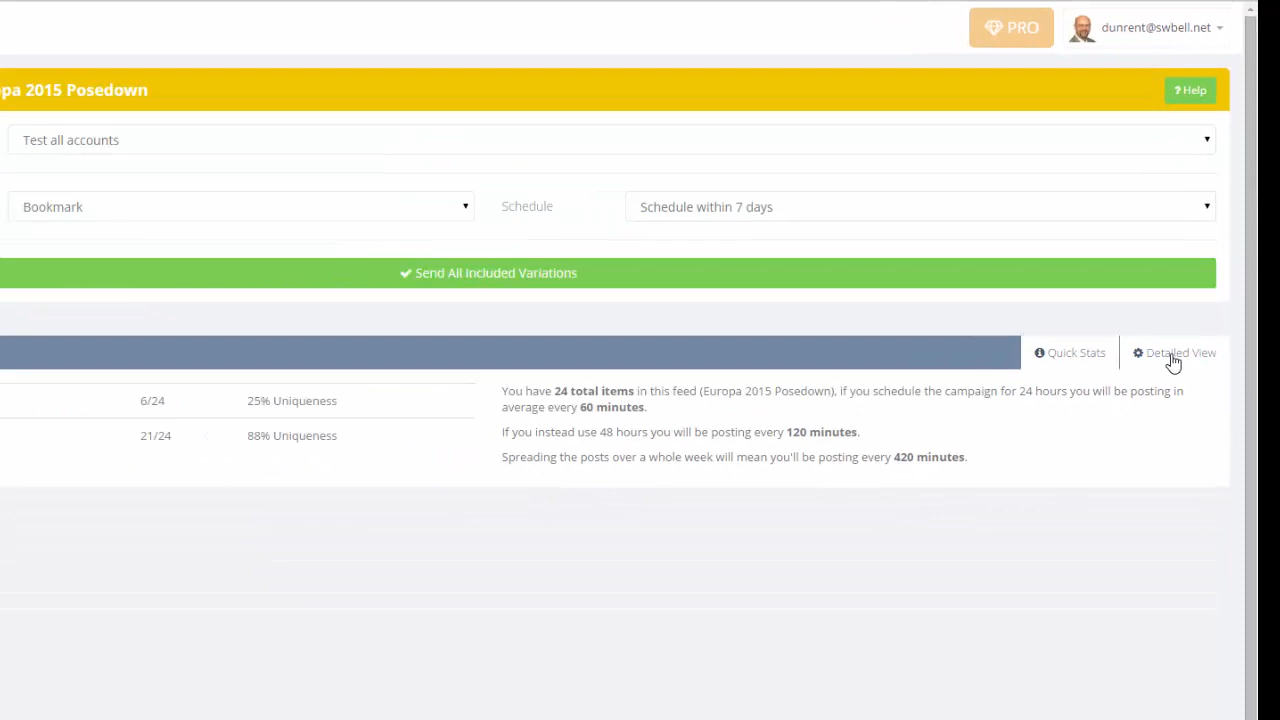 PRO
dunrent@swbell.net
pa 2015 Posedown
? Help
Test all accounts
Bookmark
Schedule
Schedule within 7 days
Send All Included Variations
Quick Stats
Detailed View
6/24
25% Uniqueness
21/24
88% Uniqueness
You have 24 total items in this feed (Europa 2015 Posedown), if you schedule the campaign for 24 hours you will be posting in
average every 60 minutes.
If you instead use 48 hours you will be posting every 120 minutes.
Spreading the posts over a whole week will mean you'll be posting every 420 minutes.